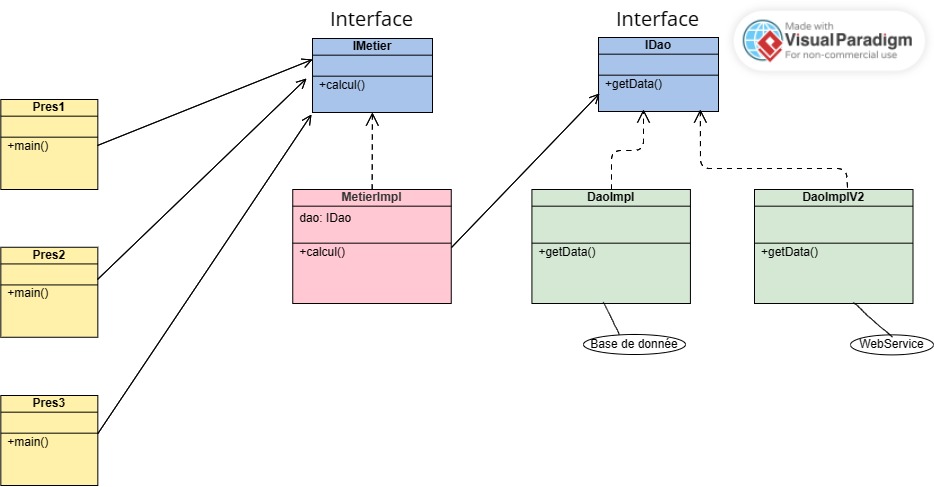 Interface
IMetier
+calcul()
Interface
IDao
+getData()
Made with
Visual Paradigm
For non-commercial use
Pres1
+main()
MetierImpl
dao: IDao
+calcul()
DaoImpl
+getData()
DaoImplV2
+getData()
Pres2
+main()
Base de donnée
WebService
Pres3
+main()